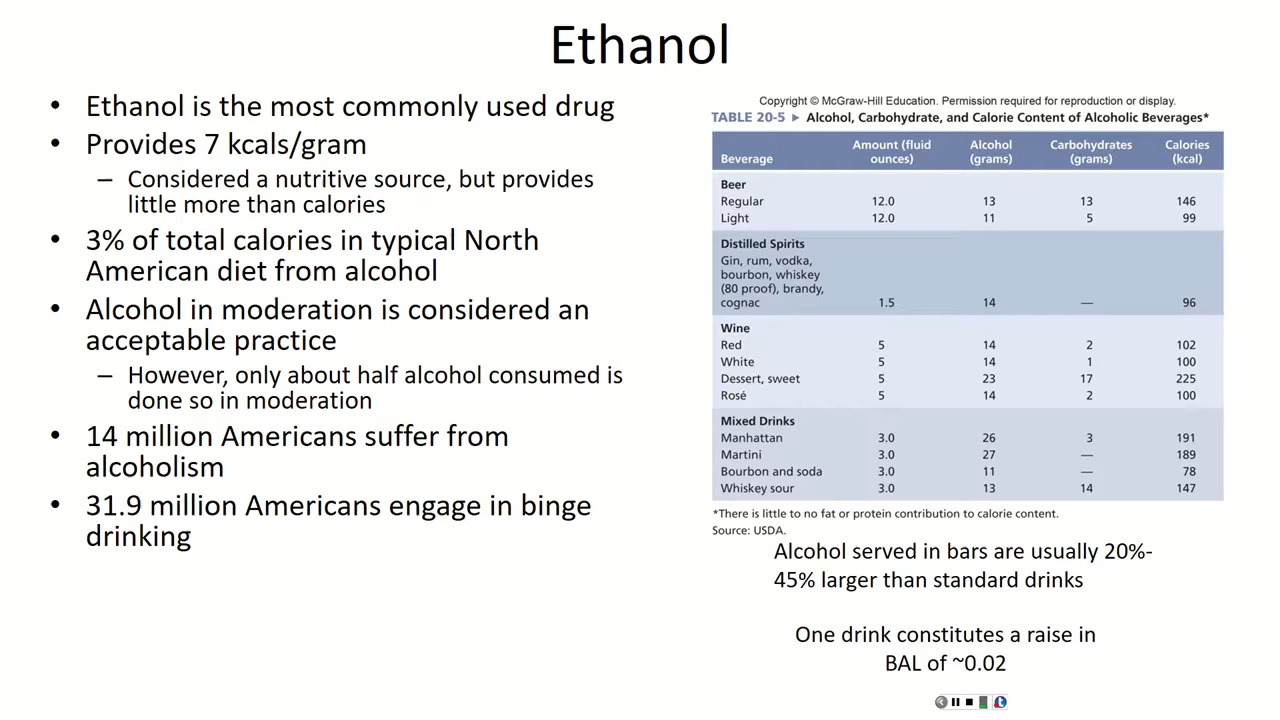 Ethanol
• Ethanol is the most commonly used drug
• Provides 7 kcals/gram
– Considered a nutritive source, but provides
little more than calories
• 3% of total calories in typical North
American diet from alcohol
• Alcohol in moderation is considered an
acceptable practice
– However, only about half alcohol consumed is
done so in moderation
• 14 million Americans suffer from
alcoholism
• 31.9 million Americans engage in binge
drinking
Copyright © McGraw-Hill Education. Permission required for reproduction or display.
TABLE 20-5 ► Alcohol, Carbohydrate, and Calorie Content of Alcoholic Beverages*
Amount (fluid Alcohol Carbohydrates Calories
Beverage ounces) (grams) (grams) (kcal)
Beer
Regular 12.0 13 13 146
Light 12.0 11 5 99
Distilled Spirits
Gin, rum, vodka,
bourbon, whiskey
(80 proof), brandy,
cognac 1.5 14 — 96
Wine
Red 5 14 2 102
White 5 14 1 100
Dessert, sweet 5 23 17 225
Rosé 5 14 2 100
Mixed Drinks
Manhattan 3.0 26 3 191
Martini 3.0 27 — 189
Bourbon and soda 3.0 11 — 78
Whiskey sour 3.0 13 14 147
*There is little to no fat or protein contribution to calorie content.
Source: USDA.
Alcohol served in bars are usually 20%-
45% larger than standard drinks
One drink constitutes a raise in
BAL of ~0.02